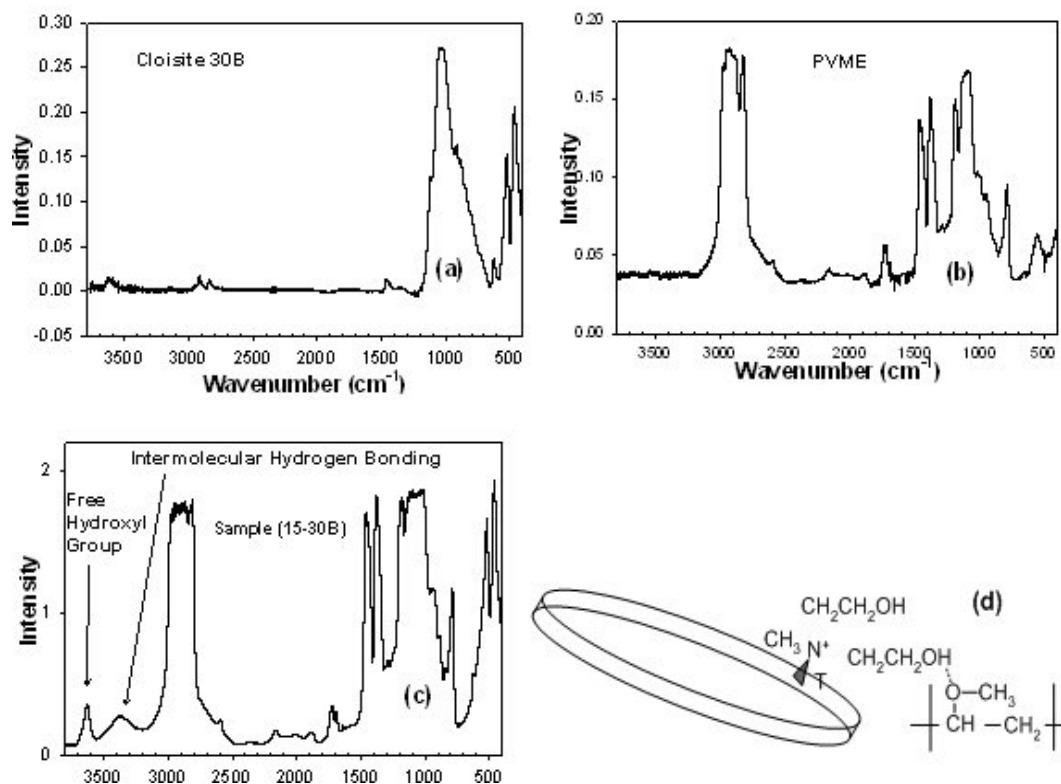 0.30
0.25
0.20
0.15
0.10
0.05
0.00
-0.05
Intensity
Cloisite 30B
(a)
3500 3000 2500 2000 1500 1000 500
Wavenumber (cm⁻¹)
0.20
0.15
0.10
0.05
0.00
Intensity
PVME
(b)
3500 3000 2500 2000 1500 1000 500
Wavenumber (cm⁻¹)
2
1
0
Intensity
Intermolecular Hydrogen Bonding
Free
Hydroxyl
Group
Sample (15-30B)
(c)
3500 3000 2500 2000 1500 1000 500
(d)
CH₂CH₂OH
CH₃ N⁺
CH₂CH₂OH
T
O—CH₃
CH — CH₂